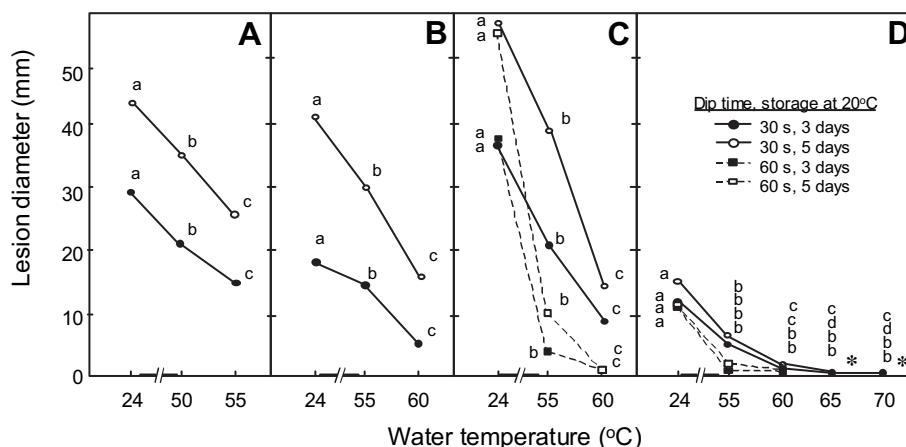 A
B
C
D
Lesion diameter (mm)
50
40
30
20
10
0
a
b
c
a
b
c
a
b
c
a
b
c
a
a
b
c
a
a
b
c
b
c
b
c
a
a
a
a
b
b
b
b
c
c
b
b
c
d
b
b
*
c
d
b
b
*
Dip time, storage at 20°C
30 s, 3 days
30 s, 5 days
60 s, 3 days
60 s, 5 days
24 50 55
24 55 60
24 55 60
24 55 60 65 70
Water temperature (°C)